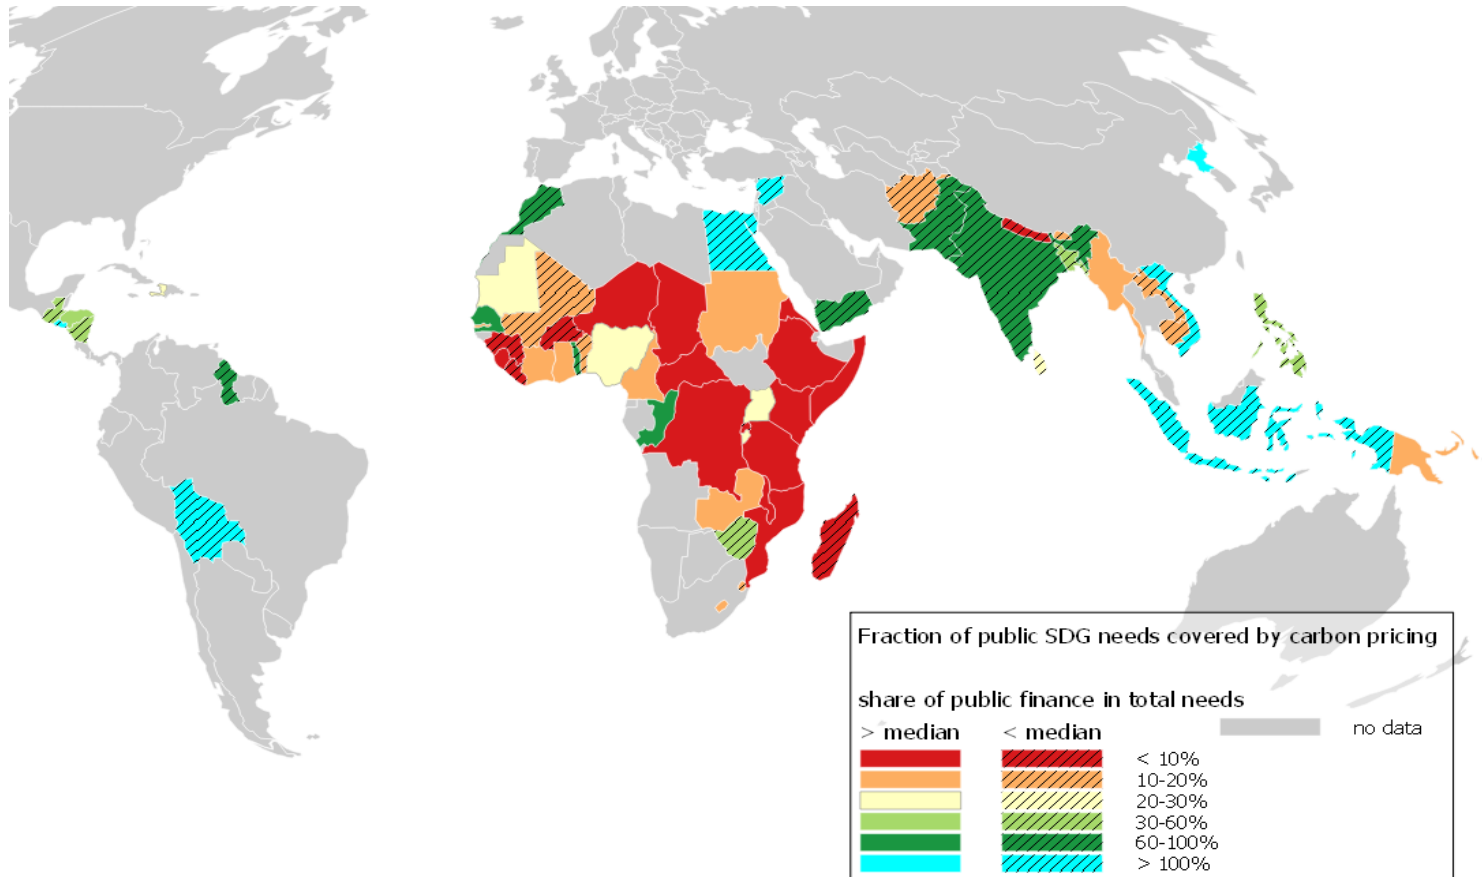 Fraction of public SDG needs covered by carbon pricing
share of public finance in total needs
> median < median no data
< 10%
10-20%
20-30%
30-60%
60-100%
> 100%